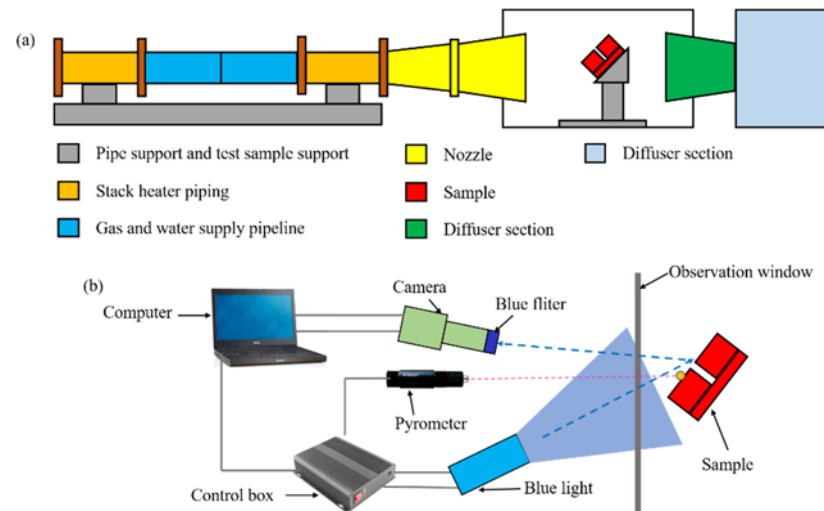 (a)
Pipe support and test sample support
Nozzle
Diffuser section
Stack heater piping
Sample
Gas and water supply pipeline
Diffuser section
(b)
Observation window
Camera
Blue fliter
Computer
Pyrometer
Sample
Control box
Blue light